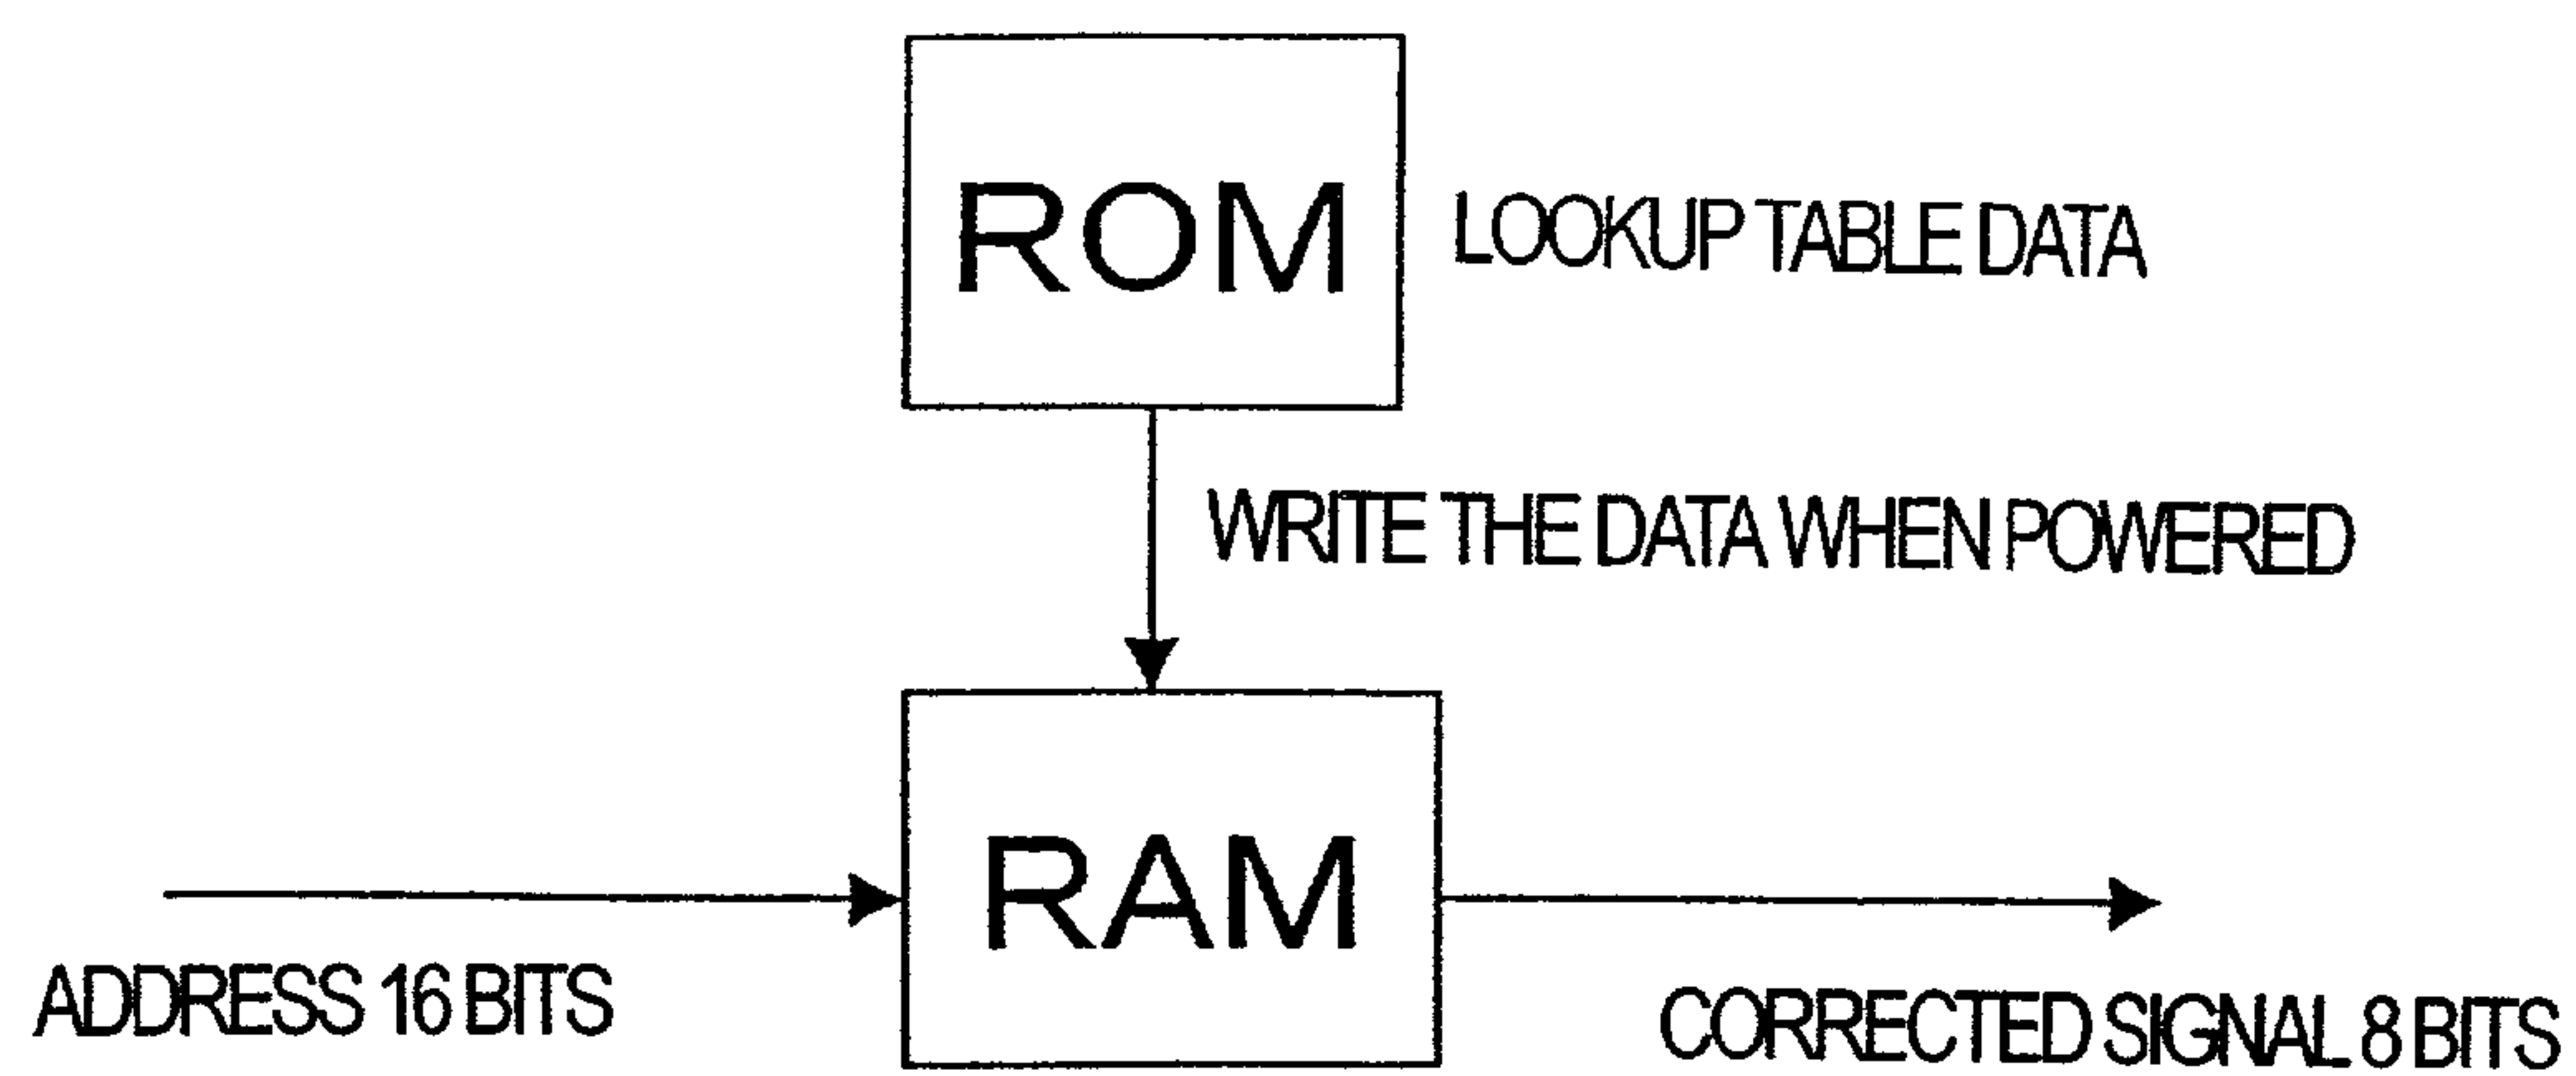 ROM
LOOKUP TABLE DATA
WRITE THE DATA WHEN POWERED
RAM
ADDRESS 16 BITS
CORRECTED SIGNAL 8 BITS